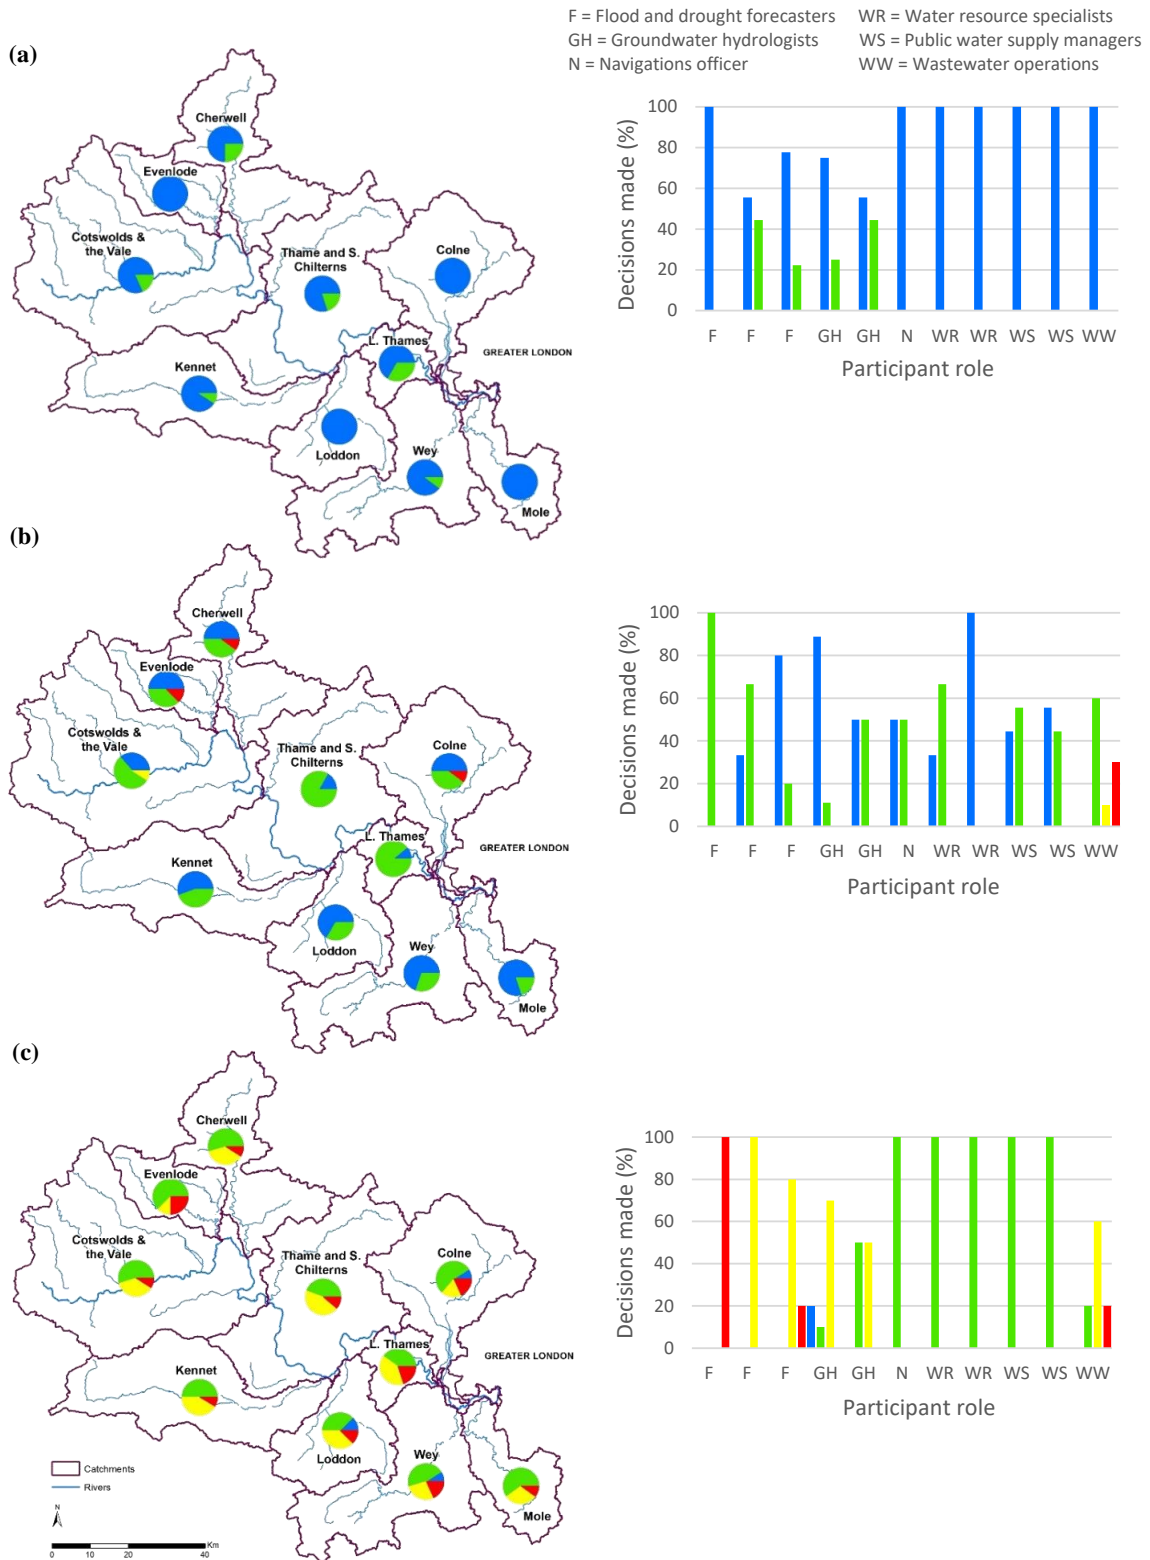 F = Flood and drought forecasters WR = Water resource specialists
GH = Groundwater hydrologists WS = Public water supply managers
N = Navigations officer WW = Wastewater operations
(a)
Cherwell
Evenlode
Cotswolds &
the Vale
Thame and S.
Chilterns
Colne
L. Thames
GREATER LONDON
Kennet
Loddon
Wey
Mole
Decisions made (%)
100
80
60
40
20
0
F F F GH GH N WR WR WS WS WW
Participant role
(b)
Cherwell
Evenlode
Cotswolds &
the Vale
Thame and S.
Chilterns
Colne
L. Thames
GREATER LONDON
Kennet
Loddon
Wey
Mole
Decisions made (%)
100
80
60
40
20
0
F F F GH GH N WR WR WS WS WW
Participant role
(c)
Cherwell
Evenlode
Cotswolds &
the Vale
Thame and S.
Chilterns
Colne
L. Thames
GREATER LONDON
Kennet
Loddon
Wey
Mole
Catchments
Rivers
N
Km
0 10 20 40
Decisions made (%)
100
80
60
40
20
0
F F F GH GH N WR WR WS WS WW
Participant role